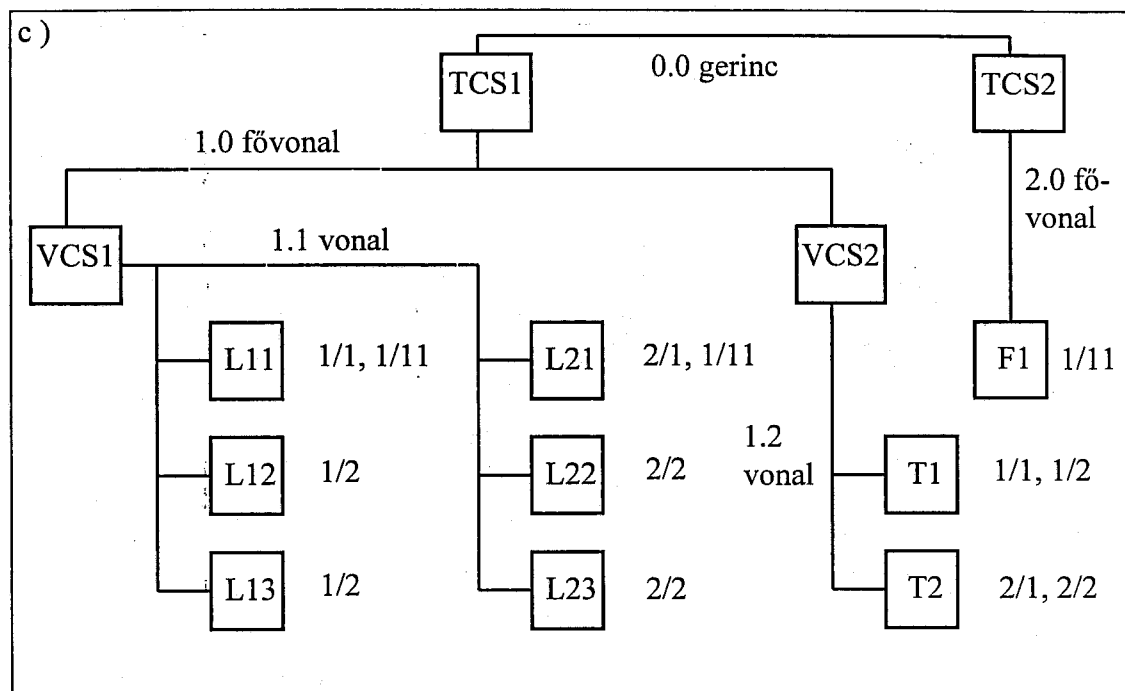 c )
TCS1
0.0 gerinc
TCS2
1.0 fővonal
2.0 fő-
vonal
VCS1
1.1 vonal
VCS2
L11 1/1, 1/11
L21 2/1, 1/11
F1 1/11
L12 1/2
L22 2/2
1.2
vonal
T1 1/1, 1/2
L13 1/2
L23 2/2
T2 2/1, 2/2